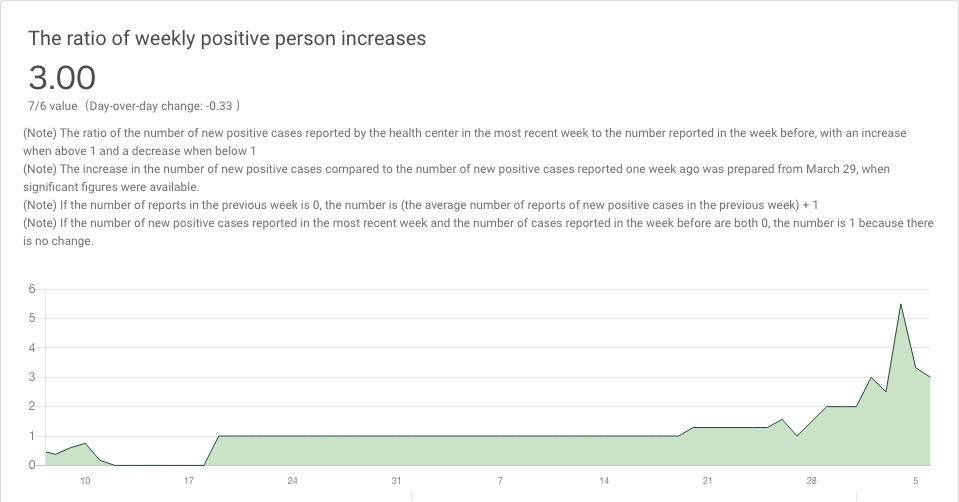 The ratio of weekly positive person increases
3.00
7/6 value （Day-over-day change: -0.33 ）
(Note) The ratio of the number of new positive cases reported by the health center in the most recent week to the number reported in the week before, with an increase
when above 1 and a decrease when below 1
(Note) The increase in the number of new positive cases compared to the number of new positive cases reported one week ago was prepared from March 29, when
significant figures were available.
(Note) If the number of reports in the previous week is 0, the number is (the average number of reports of new positive cases in the previous week) + 1
(Note) If the number of new positive cases reported in the most recent week and the number of cases reported in the week before are both 0, the number is 1 because there
is no change.
6
5
4
3
2
1
0
10 17 24 31 7 14 21 28 5